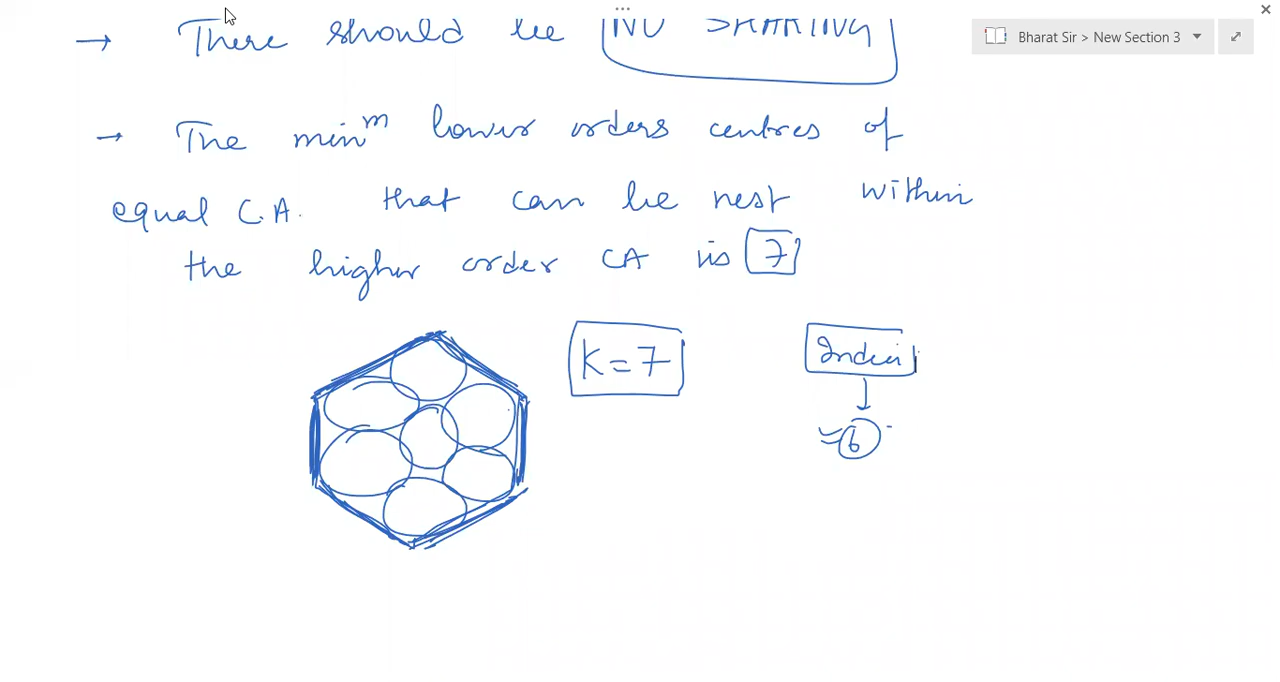 → There should be NO SHARING
Bharat Sir > New Section 3
→ The minᵐ lower orders centres of
equal C.A. that can be nest within
the higher order CA is 7
K = 7
6